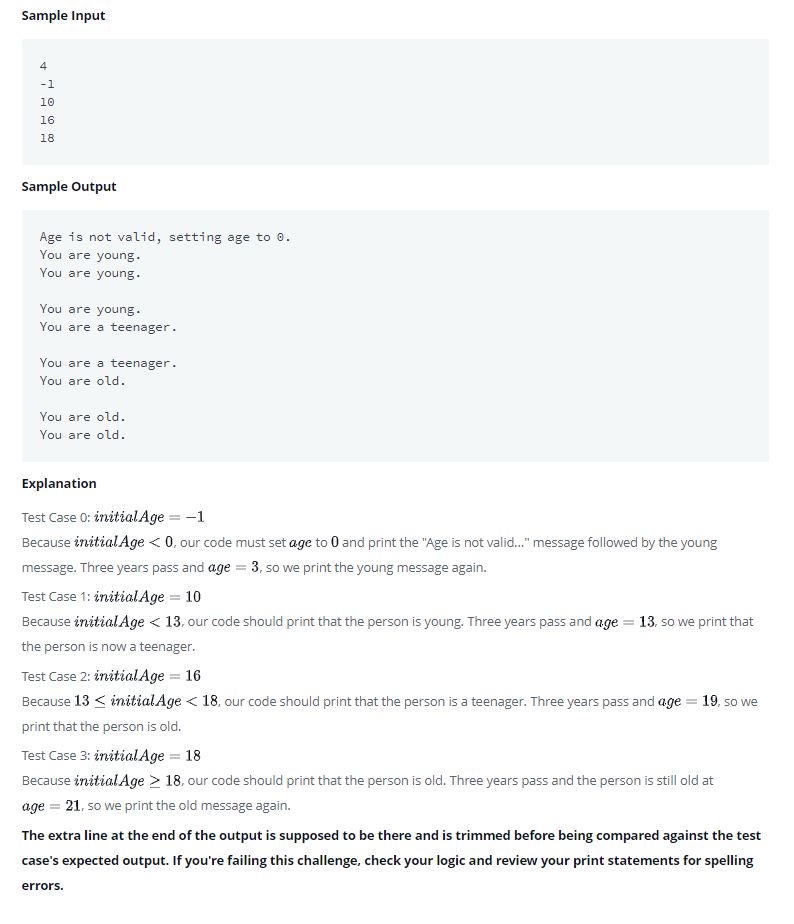 Sample Input
4
-1
10
16
18
Sample Output
Age is not valid, setting age to 0.
You are young.
You are young.
You are young.
You are a teenager.
You are a teenager.
You are old.
You are old.
You are old.
Explanation
Test Case 0: initialAge = −1
Because initialAge < 0, our code must set age to 0 and print the "Age is not valid..." message followed by the young
message. Three years pass and age = 3, so we print the young message again.
Test Case 1: initialAge = 10
Because initialAge < 13, our code should print that the person is young. Three years pass and age = 13, so we print that
the person is now a teenager.
Test Case 2: initialAge = 16
Because 13 ≤ initialAge < 18, our code should print that the person is a teenager. Three years pass and age = 19, so we
print that the person is old.
Test Case 3: initialAge = 18
Because initialAge ≥ 18, our code should print that the person is old. Three years pass and the person is still old at
age = 21, so we print the old message again.
The extra line at the end of the output is supposed to be there and is trimmed before being compared against the test
case's expected output. If you're failing this challenge, check your logic and review your print statements for spelling
errors.